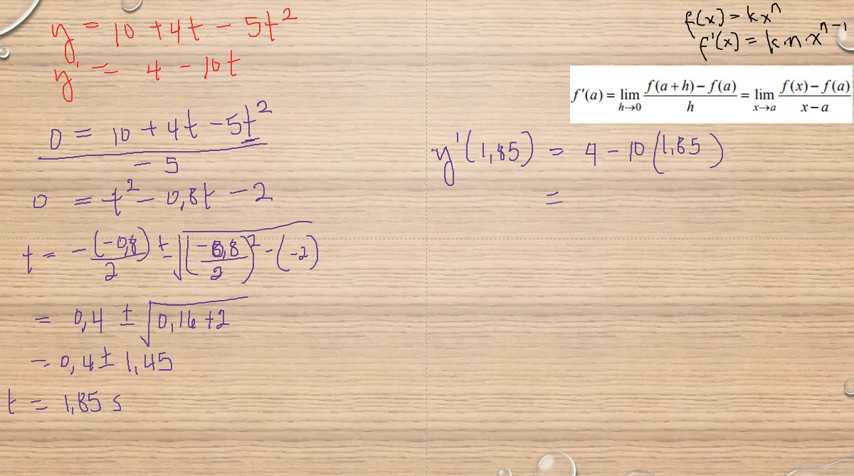 y = 10 + 4t − 5t²
y' = 4 − 10t
0 = 10 + 4t − 5t²
−5
0 = t² − 0,8t − 2
t = −(−0,8)/2 ± √((−0,8/2)² − (−2))
= 0,4 ± √(0,16 + 2)
= 0,4 ± 1,45
t = 1,85 s
f(x) = kx^n
f'(x) = knx^(n−1)
f'(a) = lim h→0 (f(a+h) − f(a))/h = lim x→a (f(x) − f(a))/(x − a)
y'(1,85) = 4 − 10(1,85)
=